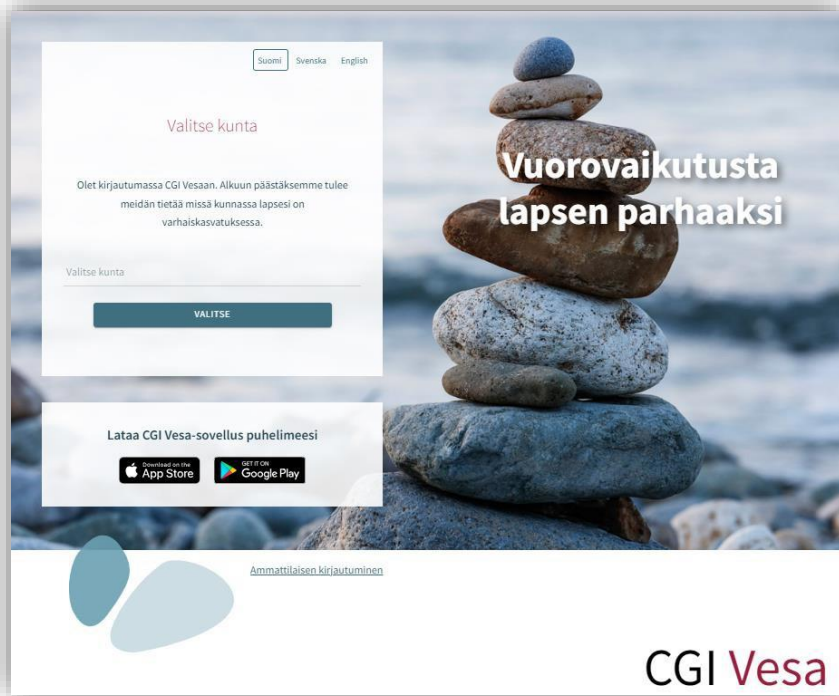 Suomi Svenska English
Valitse kunta
Olet kirjautumassa CGI Vesaan. Alkuun päästäksemme tulee
meidän tietää missä kunnassa lapsesi on
varhaiskasvatuksessa.
Valitse kunta
VALITSE
Vuorovaikutusta
lapsen parhaaksi
Lataa CGI Vesa-sovellus puhelimeesi
Download on the
App Store
GET IT ON
Google Play
Ammattilaisen kirjautuminen
CGI Vesa